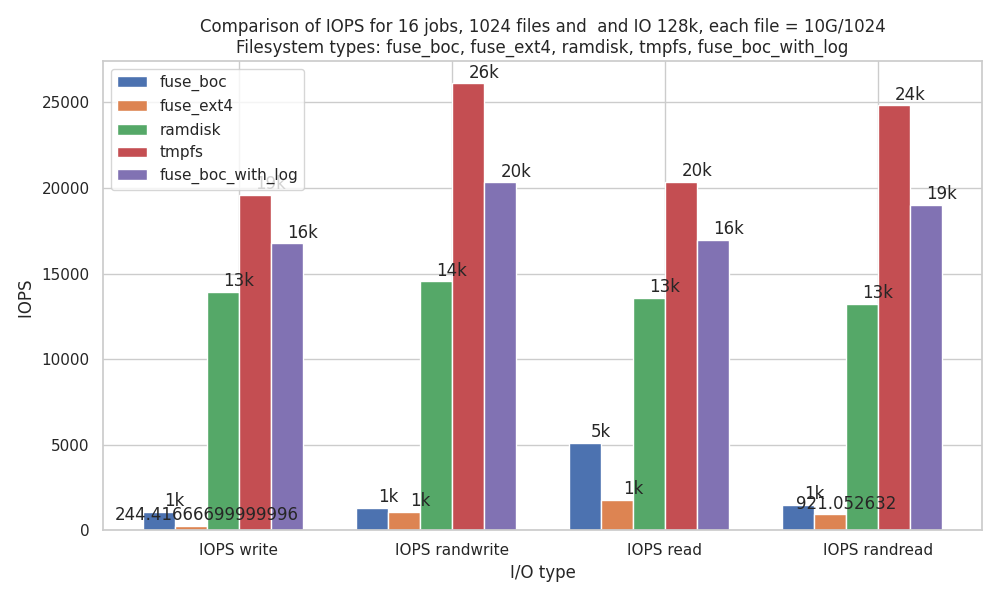 Comparison of IOPS for 16 jobs, 1024 files and  and IO 128k, each file = 10G/1024
Filesystem types: fuse_boc, fuse_ext4, ramdisk, tmpfs, fuse_boc_with_log
fuse_boc
fuse_ext4
ramdisk
tmpfs
fuse_boc_with_log
IOPS
25000
20000
15000
10000
5000
0
1k
244.41666699999996
13k
19k
16k
1k
1k
14k
26k
20k
5k
1k
13k
20k
16k
1k
921.052632
13k
24k
19k
IOPS write
IOPS randwrite
IOPS read
IOPS randread
I/O type